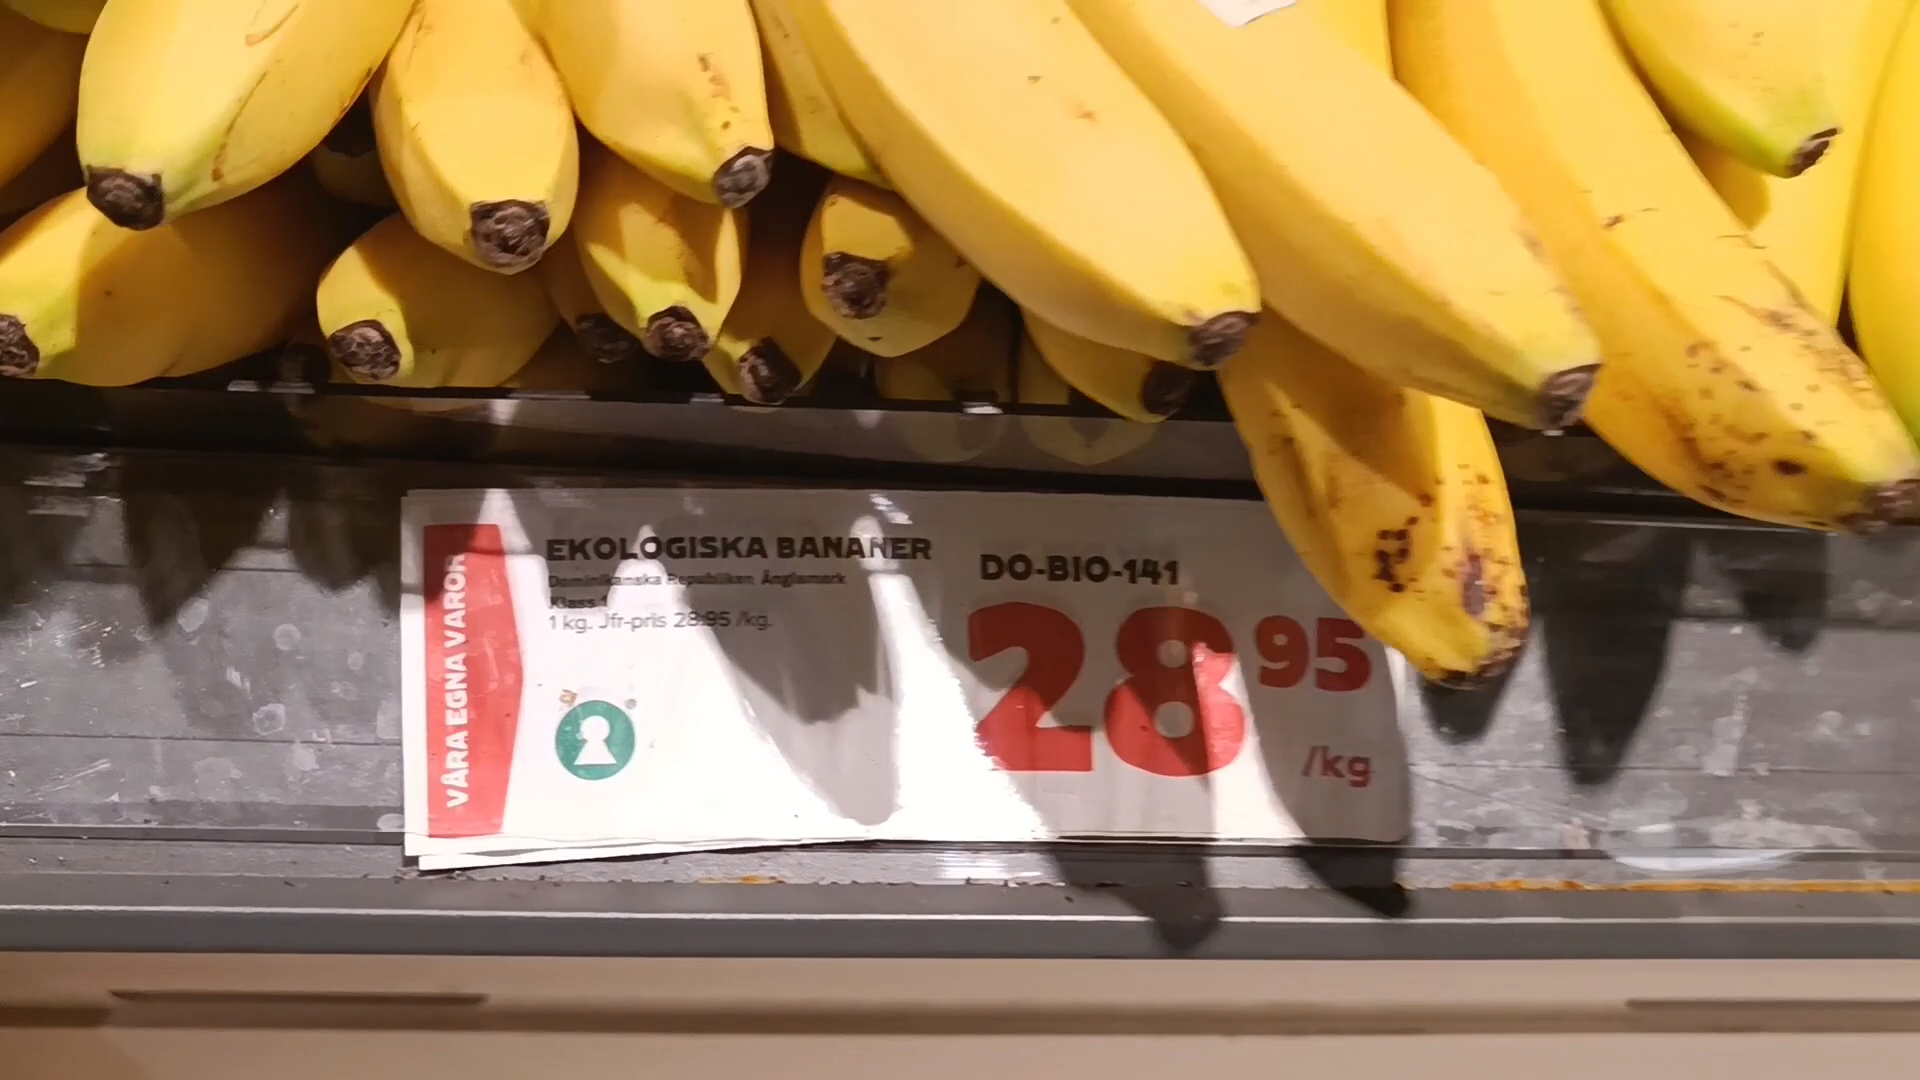 VÅRA EGNA VAROR
EKOLOGISKA BANANER
Dominikanska Republiken Änglamark
Klass 1
1 kg. Jfr-pris 28.95 /kg.
DO-BIO-141
28 95
/kg